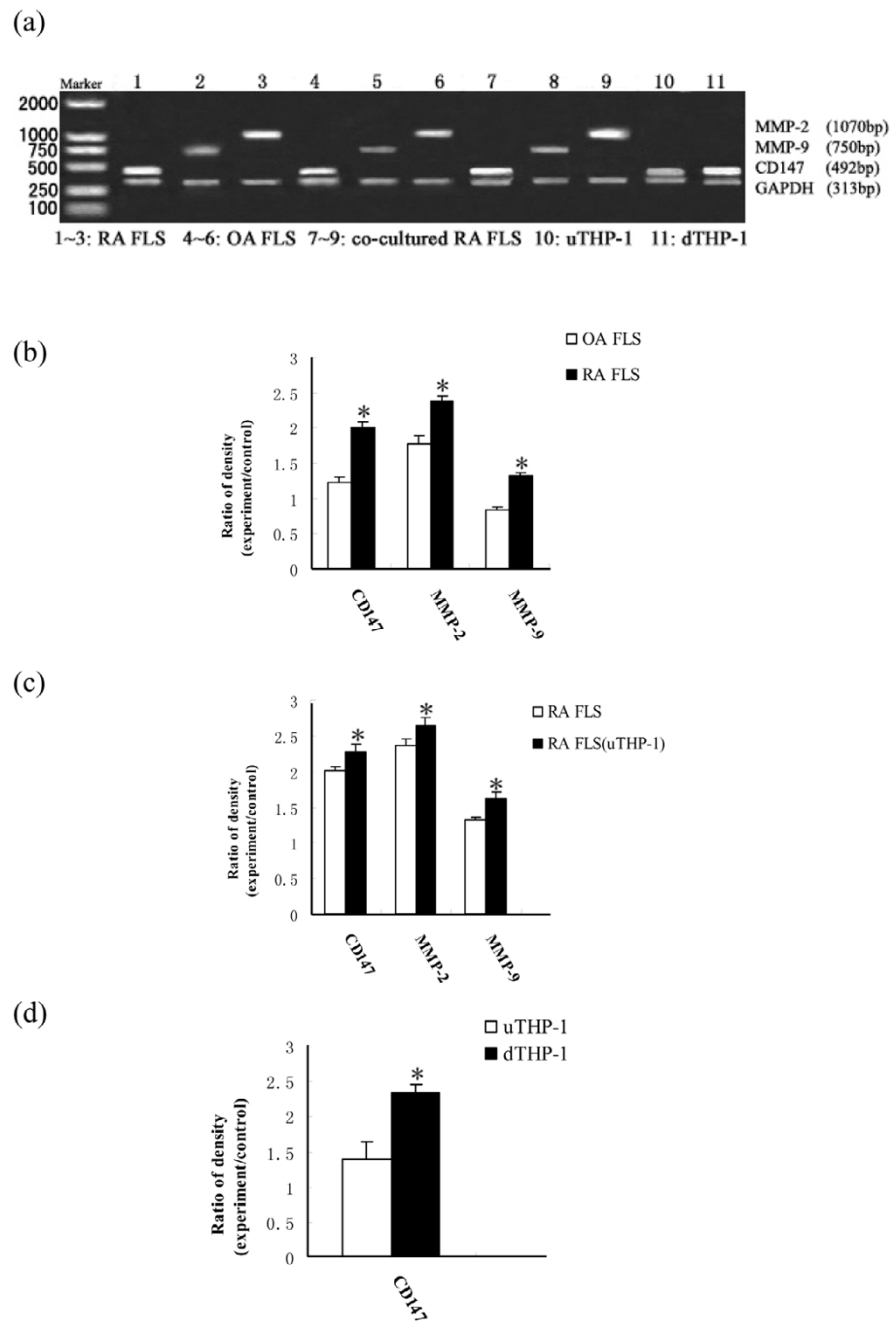 (a)
Marker 1 2 3 4 5 6 7 8 9 10 11
2000
1000
750
500
250
100
MMP-2 (1070bp)
MMP-9 (750bp)
CD147 (492bp)
GAPDH (313bp)
1~3: RA FLS 4~6: OA FLS 7~9: co-cultured RA FLS 10: uTHP-1 11: dTHP-1
(b)
OA FLS
RA FLS
Ratio of density
(experiment/control)
3
2.5
2
1.5
1
0.5
0
* * *
CD147 MMP-2 MMP-9
(c)
RA FLS
RA FLS(uTHP-1)
Ratio of density
(experiment/control)
3
2.5
2
1.5
1
0.5
0
* * *
CD147 MMP-2 MMP-9
(d)
uTHP-1
dTHP-1
Ratio of density
(experiment/control)
3
2.5
2
1.5
1
0.5
0
*
CD147